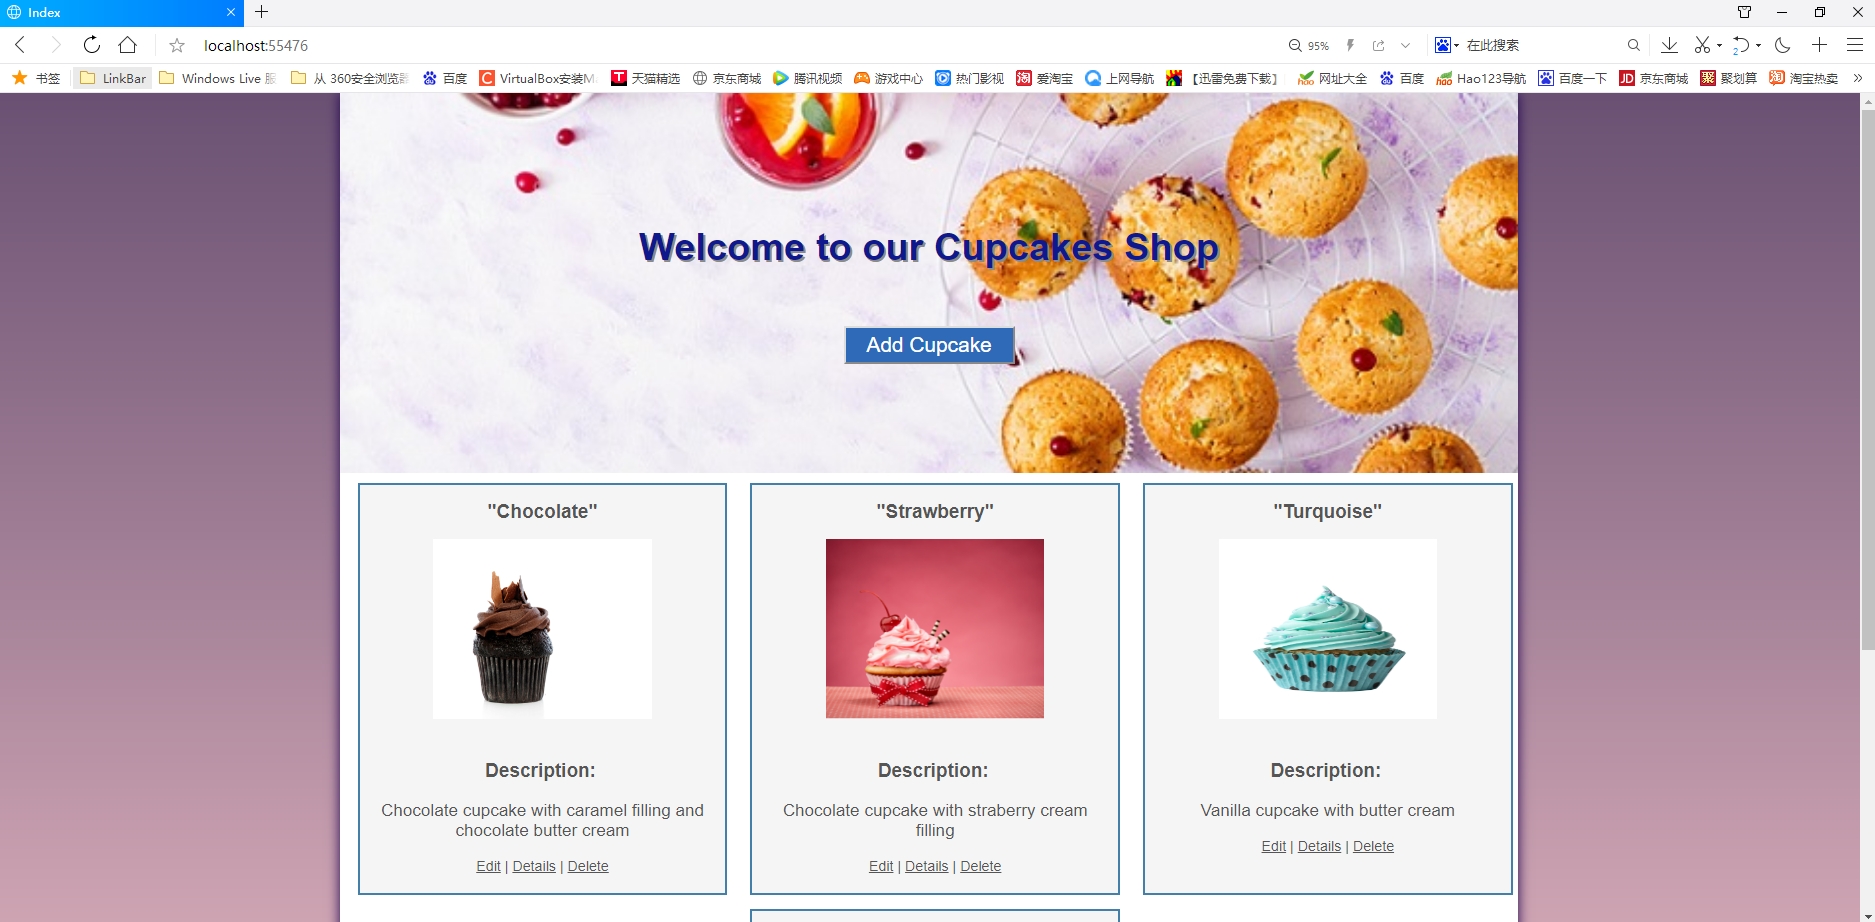 Index
localhost:55476
95%
在此搜索
2
书签 LinkBar Windows Live 从 360安全浏览器 百度 VirtualBox安装 天猫精选 京东商城 腾讯视频 游戏中心 热门影视 爱淘宝 上网导航 【迅雷免费下载】 网址大全 百度 Hao123导航 百度一下 京东商城 聚划算 淘宝热卖
Welcome to our Cupcakes Shop
Add Cupcake
"Chocolate"
Description:
Chocolate cupcake with caramel filling and
chocolate butter cream
Edit | Details | Delete
"Strawberry"
Description:
Chocolate cupcake with straberry cream
filling
Edit | Details | Delete
"Turquoise"
Description:
Vanilla cupcake with butter cream
Edit | Details | Delete